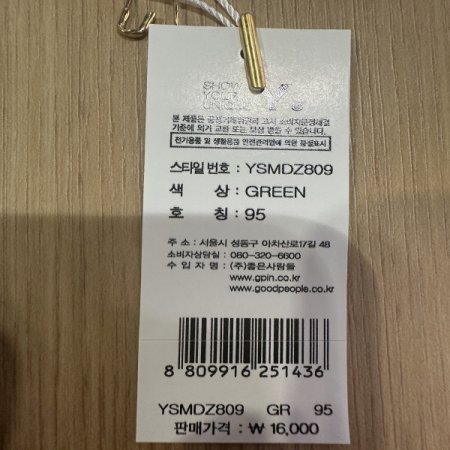 SHOW
YOUR
UNIQUE Y's
본 제품은 공정거래위원회 고시 소비자분쟁해결
기준에 의거 교환 또는 보상 받을 수 있습니다.
전기용품 및 생활용품 안전관리법에 의한 품질표시
스타일 번호 : YSMDZ809
색 상 : GREEN
호 칭 : 95
주 소 : 서울시 성동구 아차산로17길 48
소비자상담실 : 080-320-6600
수 입 자 명 : (주)좋은사람들
www.gpin.co.kr
www.goodpeople.co.kr
8 809916 251436
YSMDZ809 GR 95
판매가격 : ₩ 16,000